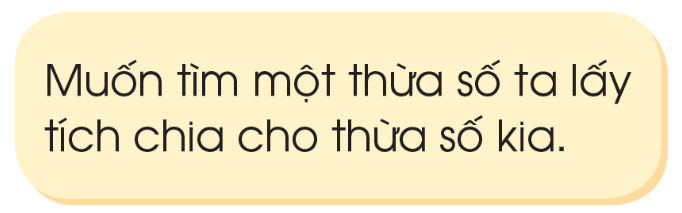 Muốn tìm một thừa số ta lấy
tích chia cho thừa số kia.